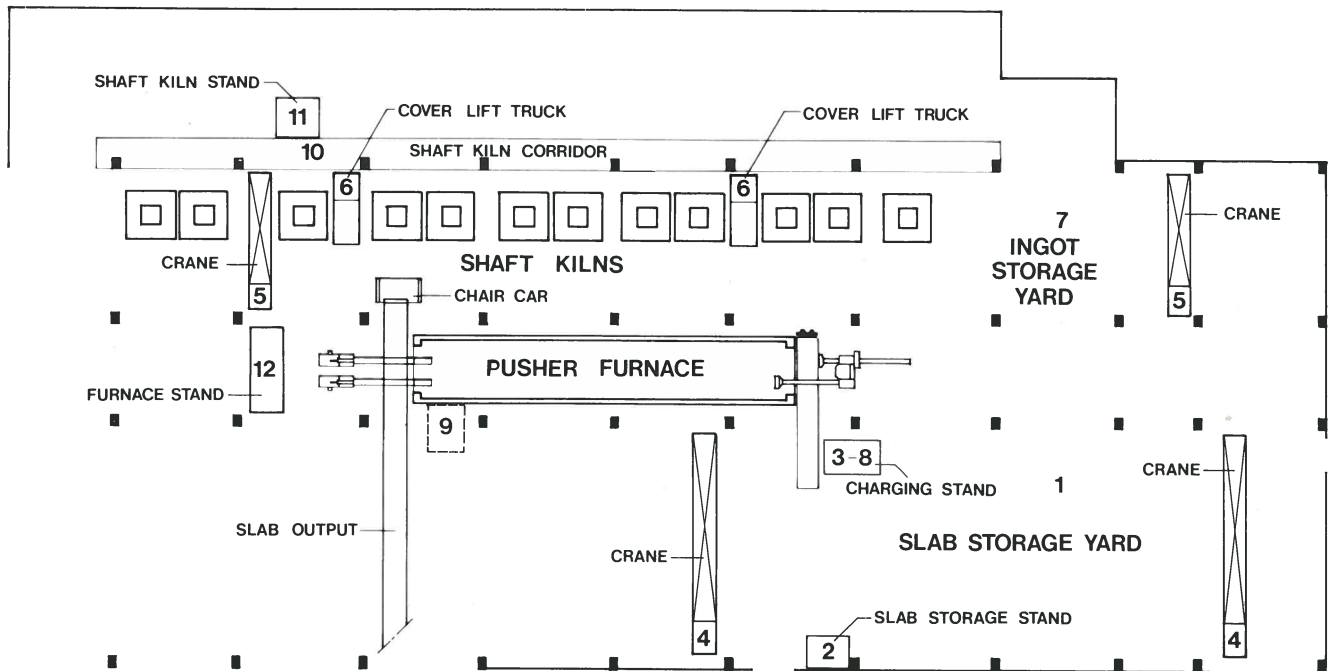 SHAFT KILN STAND
11
COVER LIFT TRUCK
COVER LIFT TRUCK
10
SHAFT KILN CORRIDOR
6
6
7
INGOT
STORAGE
YARD
CRANE
CRANE
SHAFT KILNS
5
CHAIR CAR
5
12
PUSHER FURNACE
FURNACE STAND
9
3-8
CHARGING STAND
CRANE
1
SLAB OUTPUT
CRANE
SLAB STORAGE YARD
SLAB STORAGE STAND
4
2
4